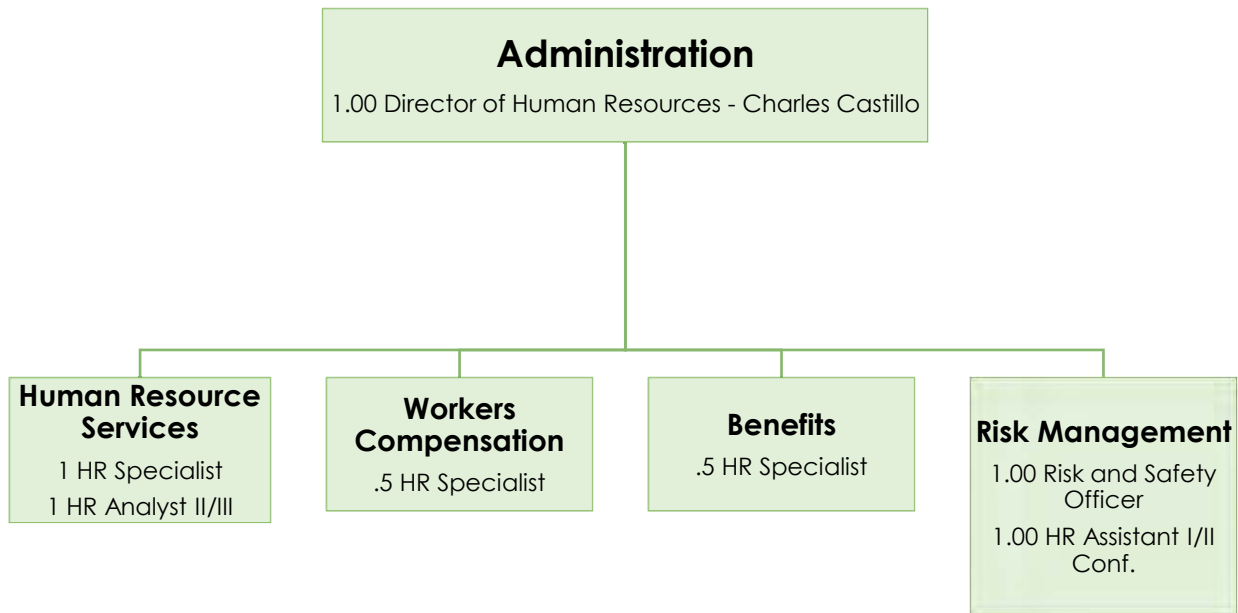 Administration
1.00 Director of Human Resources - Charles Castillo
Human Resource
Services
1 HR Specialist
1 HR Analyst II/III
Workers
Compensation
.5 HR Specialist
Benefits
.5 HR Specialist
Risk Management
1.00 Risk and Safety
Officer
1.00 HR Assistant I/II
Conf.